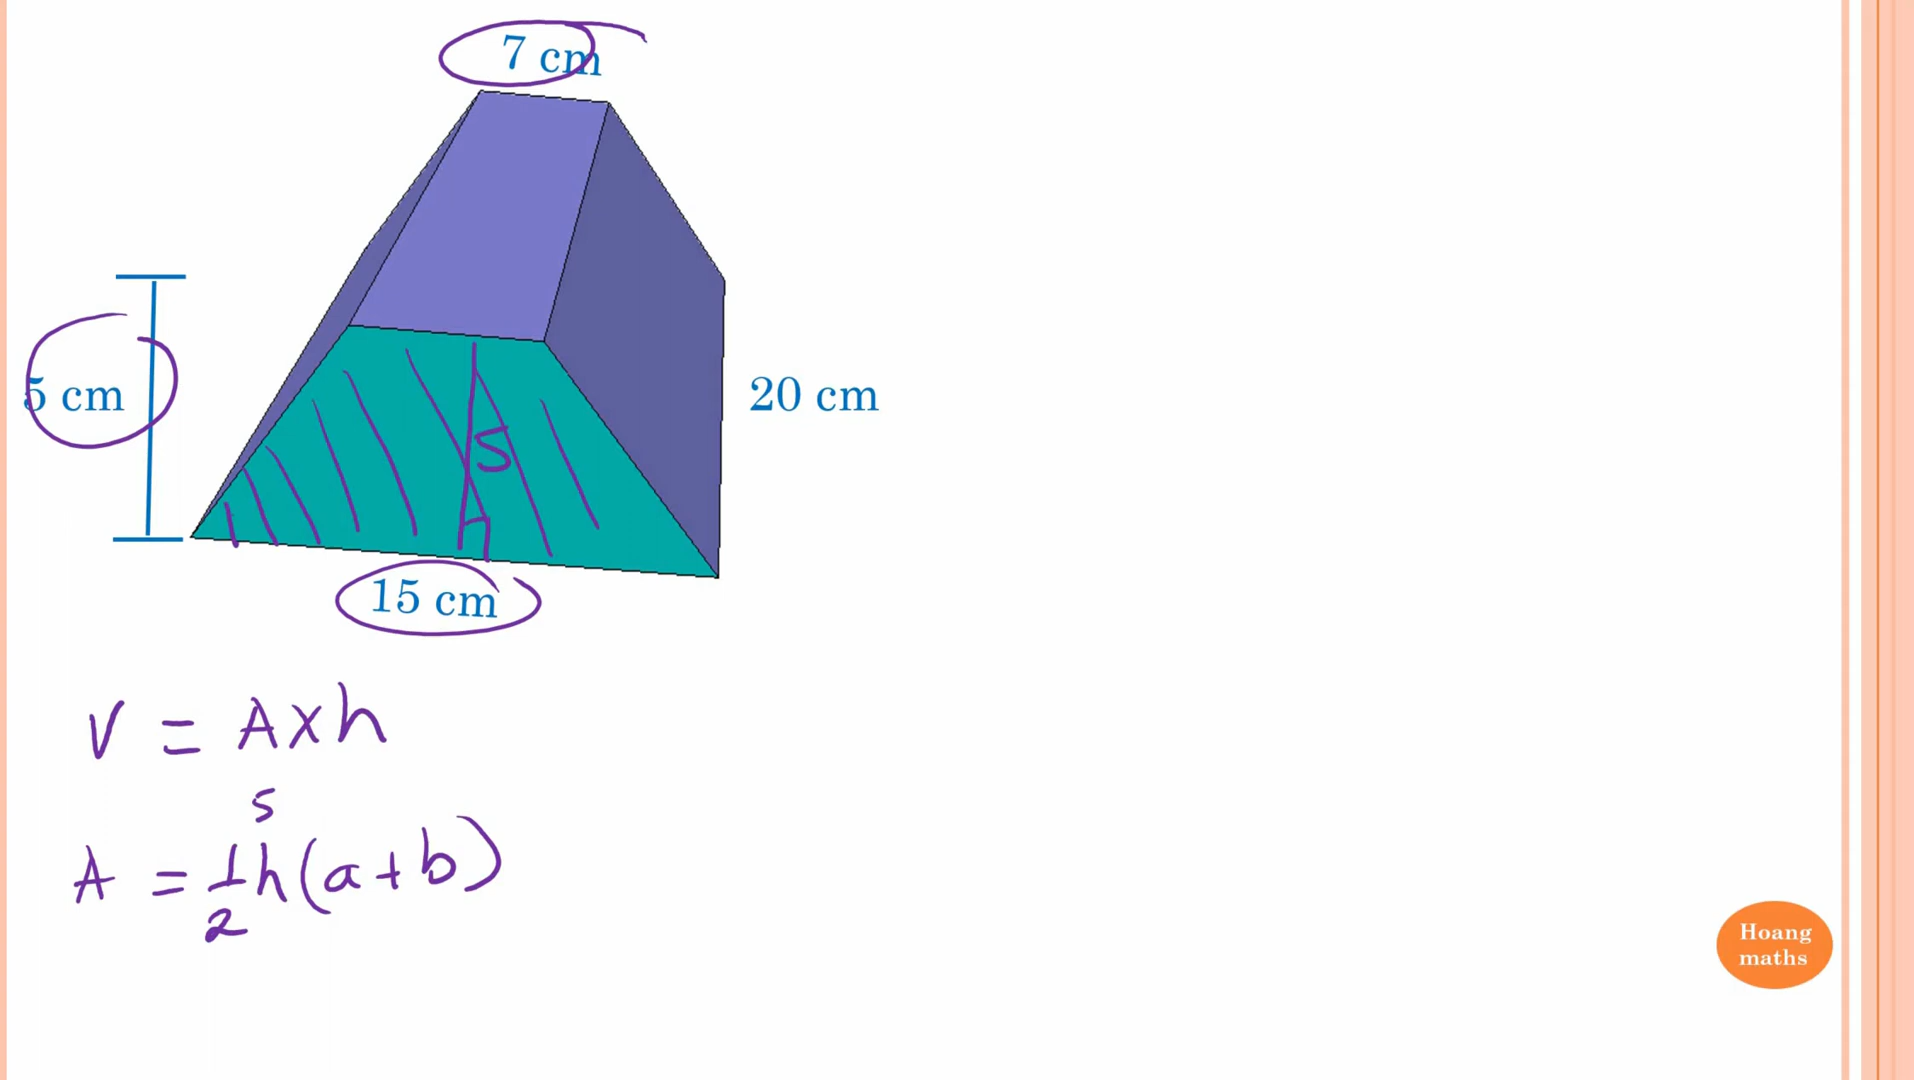 7 cm
5 cm
20 cm
5
15 cm
V = A x h
5
A = 1/2 h (a + b)
Hoang
maths